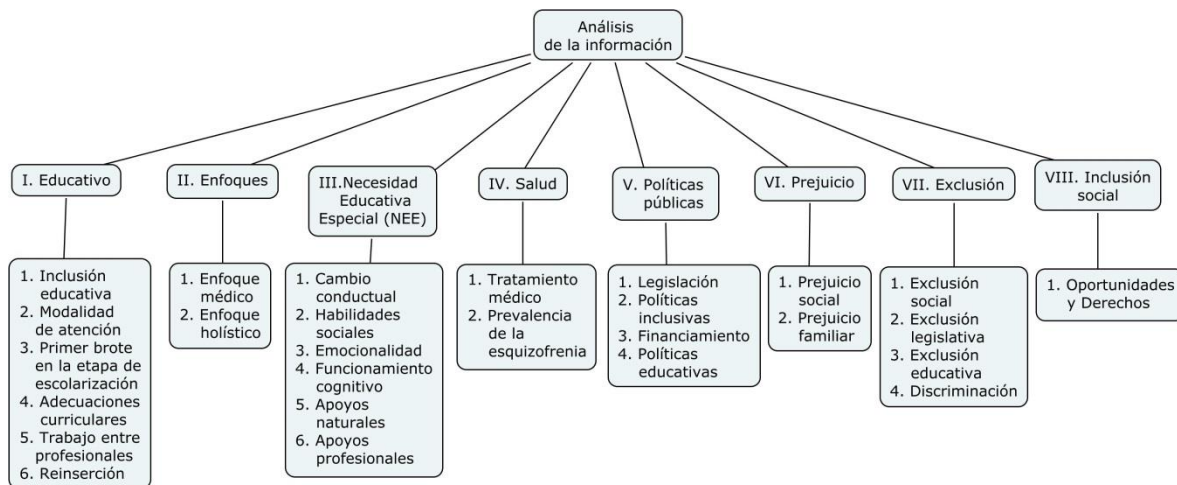 Análisis
de la información
I. Educativo
II. Enfoques
III.Necesidad
Educativa
Especial (NEE)
IV. Salud
V. Políticas
públicas
VI. Prejuicio
VII. Exclusión
VIII. Inclusión
social
1. Inclusión
educativa
2. Modalidad
de atención
3. Primer brote
en la etapa de
escolarización
4. Adecuaciones
curriculares
5. Trabajo entre
profesionales
6. Reinserción
1. Enfoque
médico
2. Enfoque
holístico
1. Cambio
conductual
2. Habilidades
sociales
3. Emocionalidad
4. Funcionamiento
cognitivo
5. Apoyos
naturales
6. Apoyos
profesionales
1. Tratamiento
médico
2. Prevalencia
de la
esquizofrenia
1. Legislación
2. Políticas
inclusivas
3. Financiamiento
4. Políticas
educativas
1. Prejuicio
social
2. Prejuicio
familiar
1. Exclusión
social
2. Exclusión
legislativa
3. Exclusión
educativa
4. Discriminación
1. Oportunidades
y Derechos